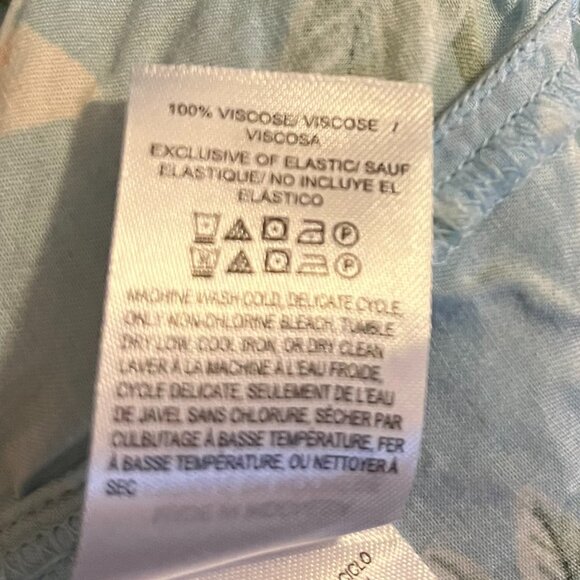 100% VISCOSE/ VISCOSE /
VISCOSA
EXCLUSIVE OF ELASTIC/ SAUF
ELASTIQUE/ NO INCLUYE EL
ELÁSTICO
P
P
MACHINE WASH COLD, DELICATE CYCLE,
ONLY NON-CHLORINE BLEACH, TUMBLE
DRY LOW, COOL IRON, OR DRY CLEAN
LAVER À LA MACHINE À L'EAU FROIDE,
CYCLE DELICATE, SEULEMENT DE L'EAU
DE JAVEL SANS CHLORURE, SÉCHER PAR
CULBUTAGE À BASSE TEMPÉRATURE, FER
À BASSE TEMPÉRATURE, OU NETTOYER À
SEC
CICLO